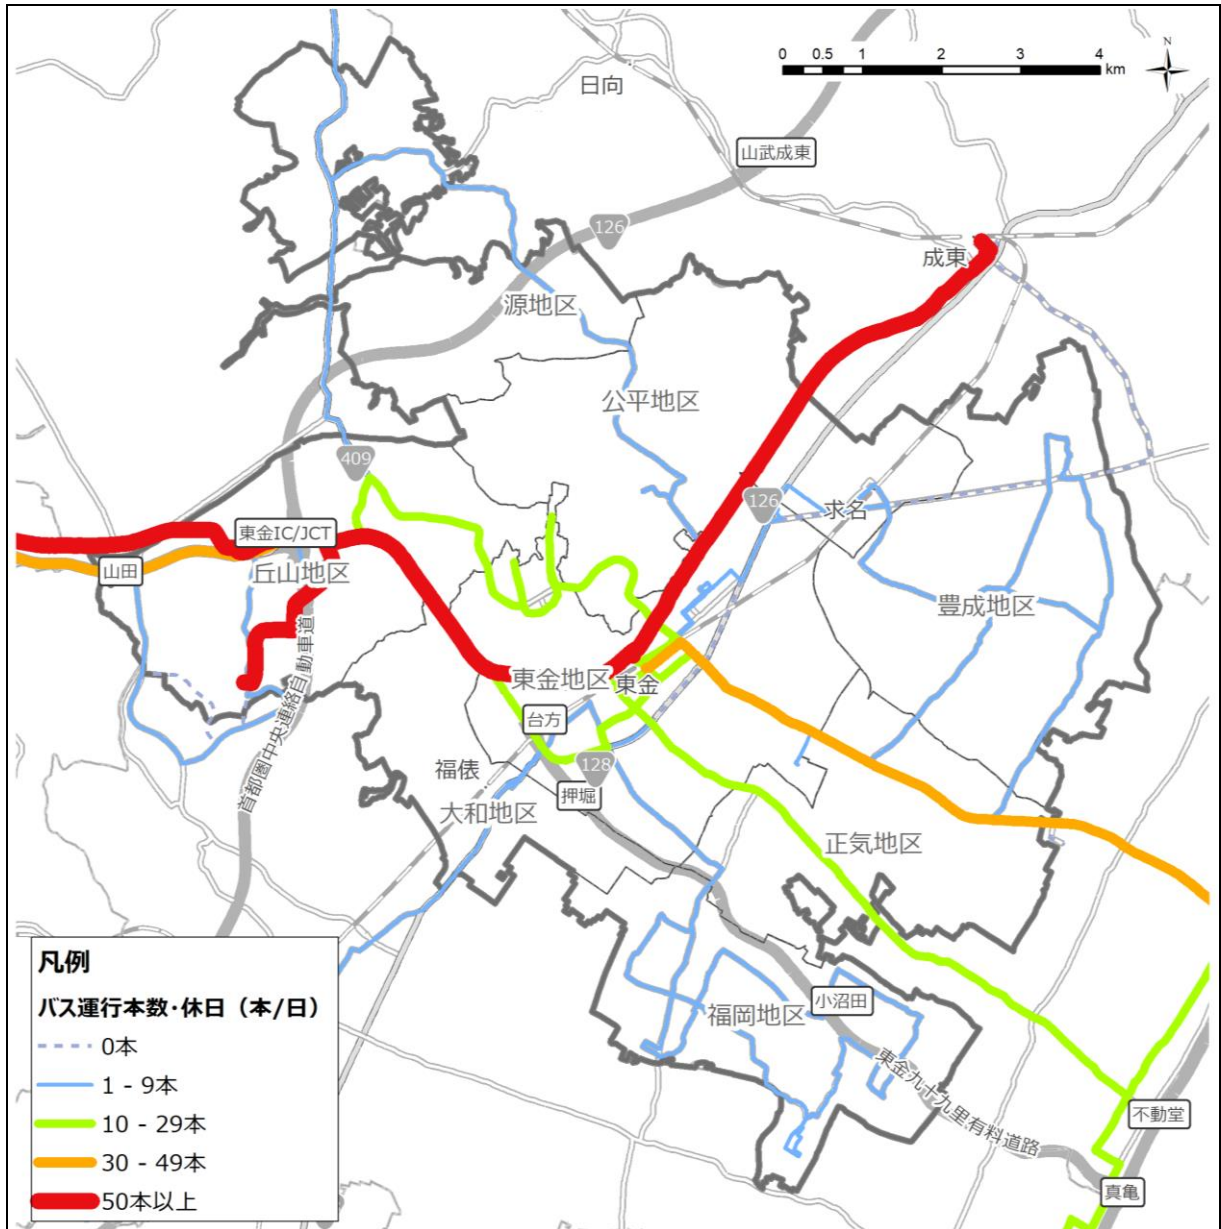 0 0.5 1 2 3 4
km
N
日向
山武成東
126
成東
源地区
公平地区
409
126
求名
東金IC/JCT
山田
丘山地区
豊成地区
首都圏中央連絡自動車道
東金地区
東金
台方
128
福俵
押堀
大和地区
正気地区
小沼田
福岡地区
東金九十九里有料道路
不動堂
真亀
凡例
バス運行本数・休日（本/日）
0本
1 - 9本
10 - 29本
30 - 49本
50本以上